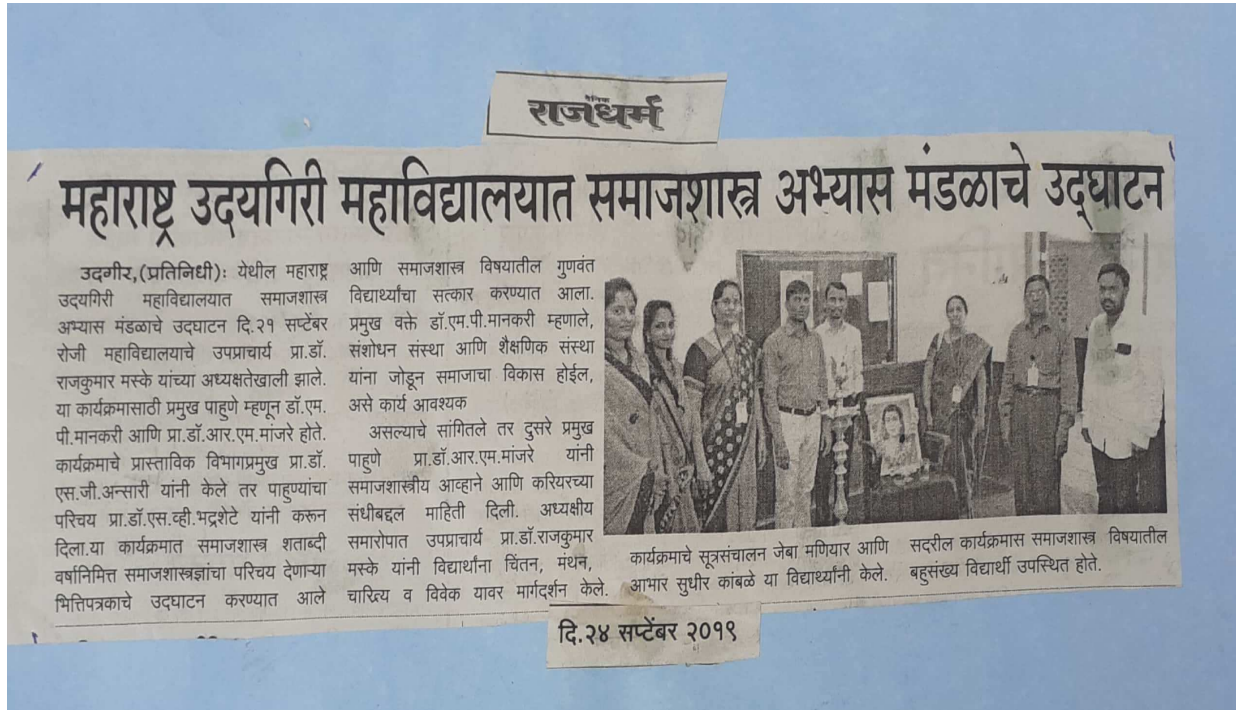 दैनिक
राजधर्म
महाराष्ट्र उदयगिरी महाविद्यालयात समाजशास्त्र अभ्यास मंडळाचे उद्‌घाटन
उदगीर,(प्रतिनिधी): येथील महाराष्ट्र
उदयगिरी महाविद्यालयात समाजशास्त्र
अभ्यास मंडळाचे उद्घाटन दि.२१ सप्टेंबर
रोजी महाविद्यालयाचे उपप्राचार्य प्रा.डॉ.
राजकुमार मस्के यांच्या अध्यक्षतेखाली झाले.
या कार्यक्रमासाठी प्रमुख पाहुणे म्हणून डॉ.एम.
पी.मानकरी आणि प्रा.डॉ.आर.एम.मांजरे होते.
कार्यक्रमाचे प्रास्ताविक विभागप्रमुख प्रा.डॉ.
एस.जी.अन्सारी यांनी केले तर पाहुण्यांचा
परिचय प्रा.डॉ.एस.व्ही.भद्रशेटे यांनी करून
दिला.या कार्यक्रमात समाजशास्त्र शताब्दी
वर्षानिमित्त समाजशास्त्रज्ञांचा परिचय देणाऱ्या
भित्तिपत्रकाचे उद्घाटन करण्यात आले
आणि समाजशास्त्र विषयातील गुणवंत
विद्यार्थ्यांचा सत्कार करण्यात आला.
प्रमुख वक्ते डॉ.एम.पी.मानकरी म्हणाले,
संशोधन संस्था आणि शैक्षणिक संस्था
यांना जोडून समाजाचा विकास होईल,
असे कार्य आवश्यक
असल्याचे सांगितले तर दुसरे प्रमुख
पाहुणे प्रा.डॉ.आर.एम.मांजरे यांनी
समाजशास्त्रीय आव्हाने आणि करियरच्या
संधीबद्दल माहिती दिली. अध्यक्षीय
समारोपात उपप्राचार्य प्रा.डॉ.राजकुमार
मस्के यांनी विद्यार्थांना चिंतन, मंथन,
चारित्य व विवेक यावर मार्गदर्शन केले.
कार्यक्रमाचे सूत्रसंचालन जेबा मणियार आणि
आभार सुधीर कांबळे या विद्यार्थ्यांनी केले.
सदरील कार्यक्रमास समाजशास्त्र विषयातील
बहुसंख्य विद्यार्थी उपस्थित होते.
दि.२४ सप्टेंबर २०१९